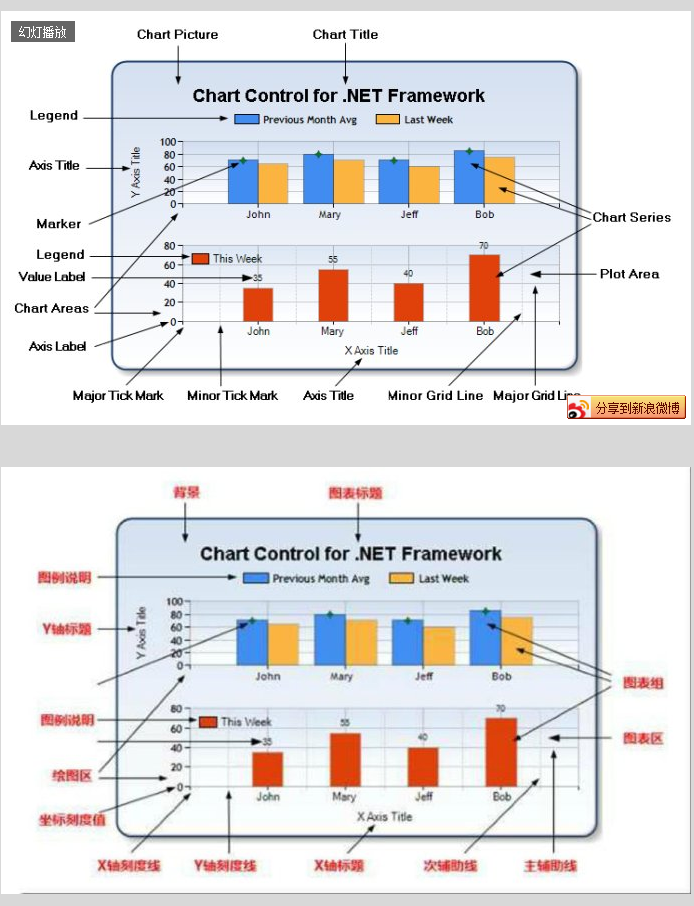 幻灯播放
Chart Picture
Chart Title
Chart Control for .NET Framework
Legend
Previous Month Avg
Last Week
Axis Title
Y Axis Title
100
80
60
40
20
0
John
Mary
Jeff
Bob
Marker
Chart Series
Legend
This Week
Value Label
80
60
40
20
0
35
55
40
70
Plot Area
Chart Areas
John
Mary
Jeff
Bob
Axis Label
X Axis Title
Major Tick Mark
Minor Tick Mark
Axis Title
Minor Grid Line
Major Grid Line
分享到新浪微博
背景
图表标题
Chart Control for .NET Framework
图例说明
Previous Month Avg
Last Week
Y轴标题
Y Axis Title
100
80
60
40
20
0
John
Mary
Jeff
Bob
图表组
图例说明
This Week
80
60
40
20
0
35
55
40
70
图表区
绘图区
John
Mary
Jeff
Bob
坐标刻度值
X Axis Title
X轴刻度线
Y轴刻度线
X轴标题
次辅助线
主辅助线